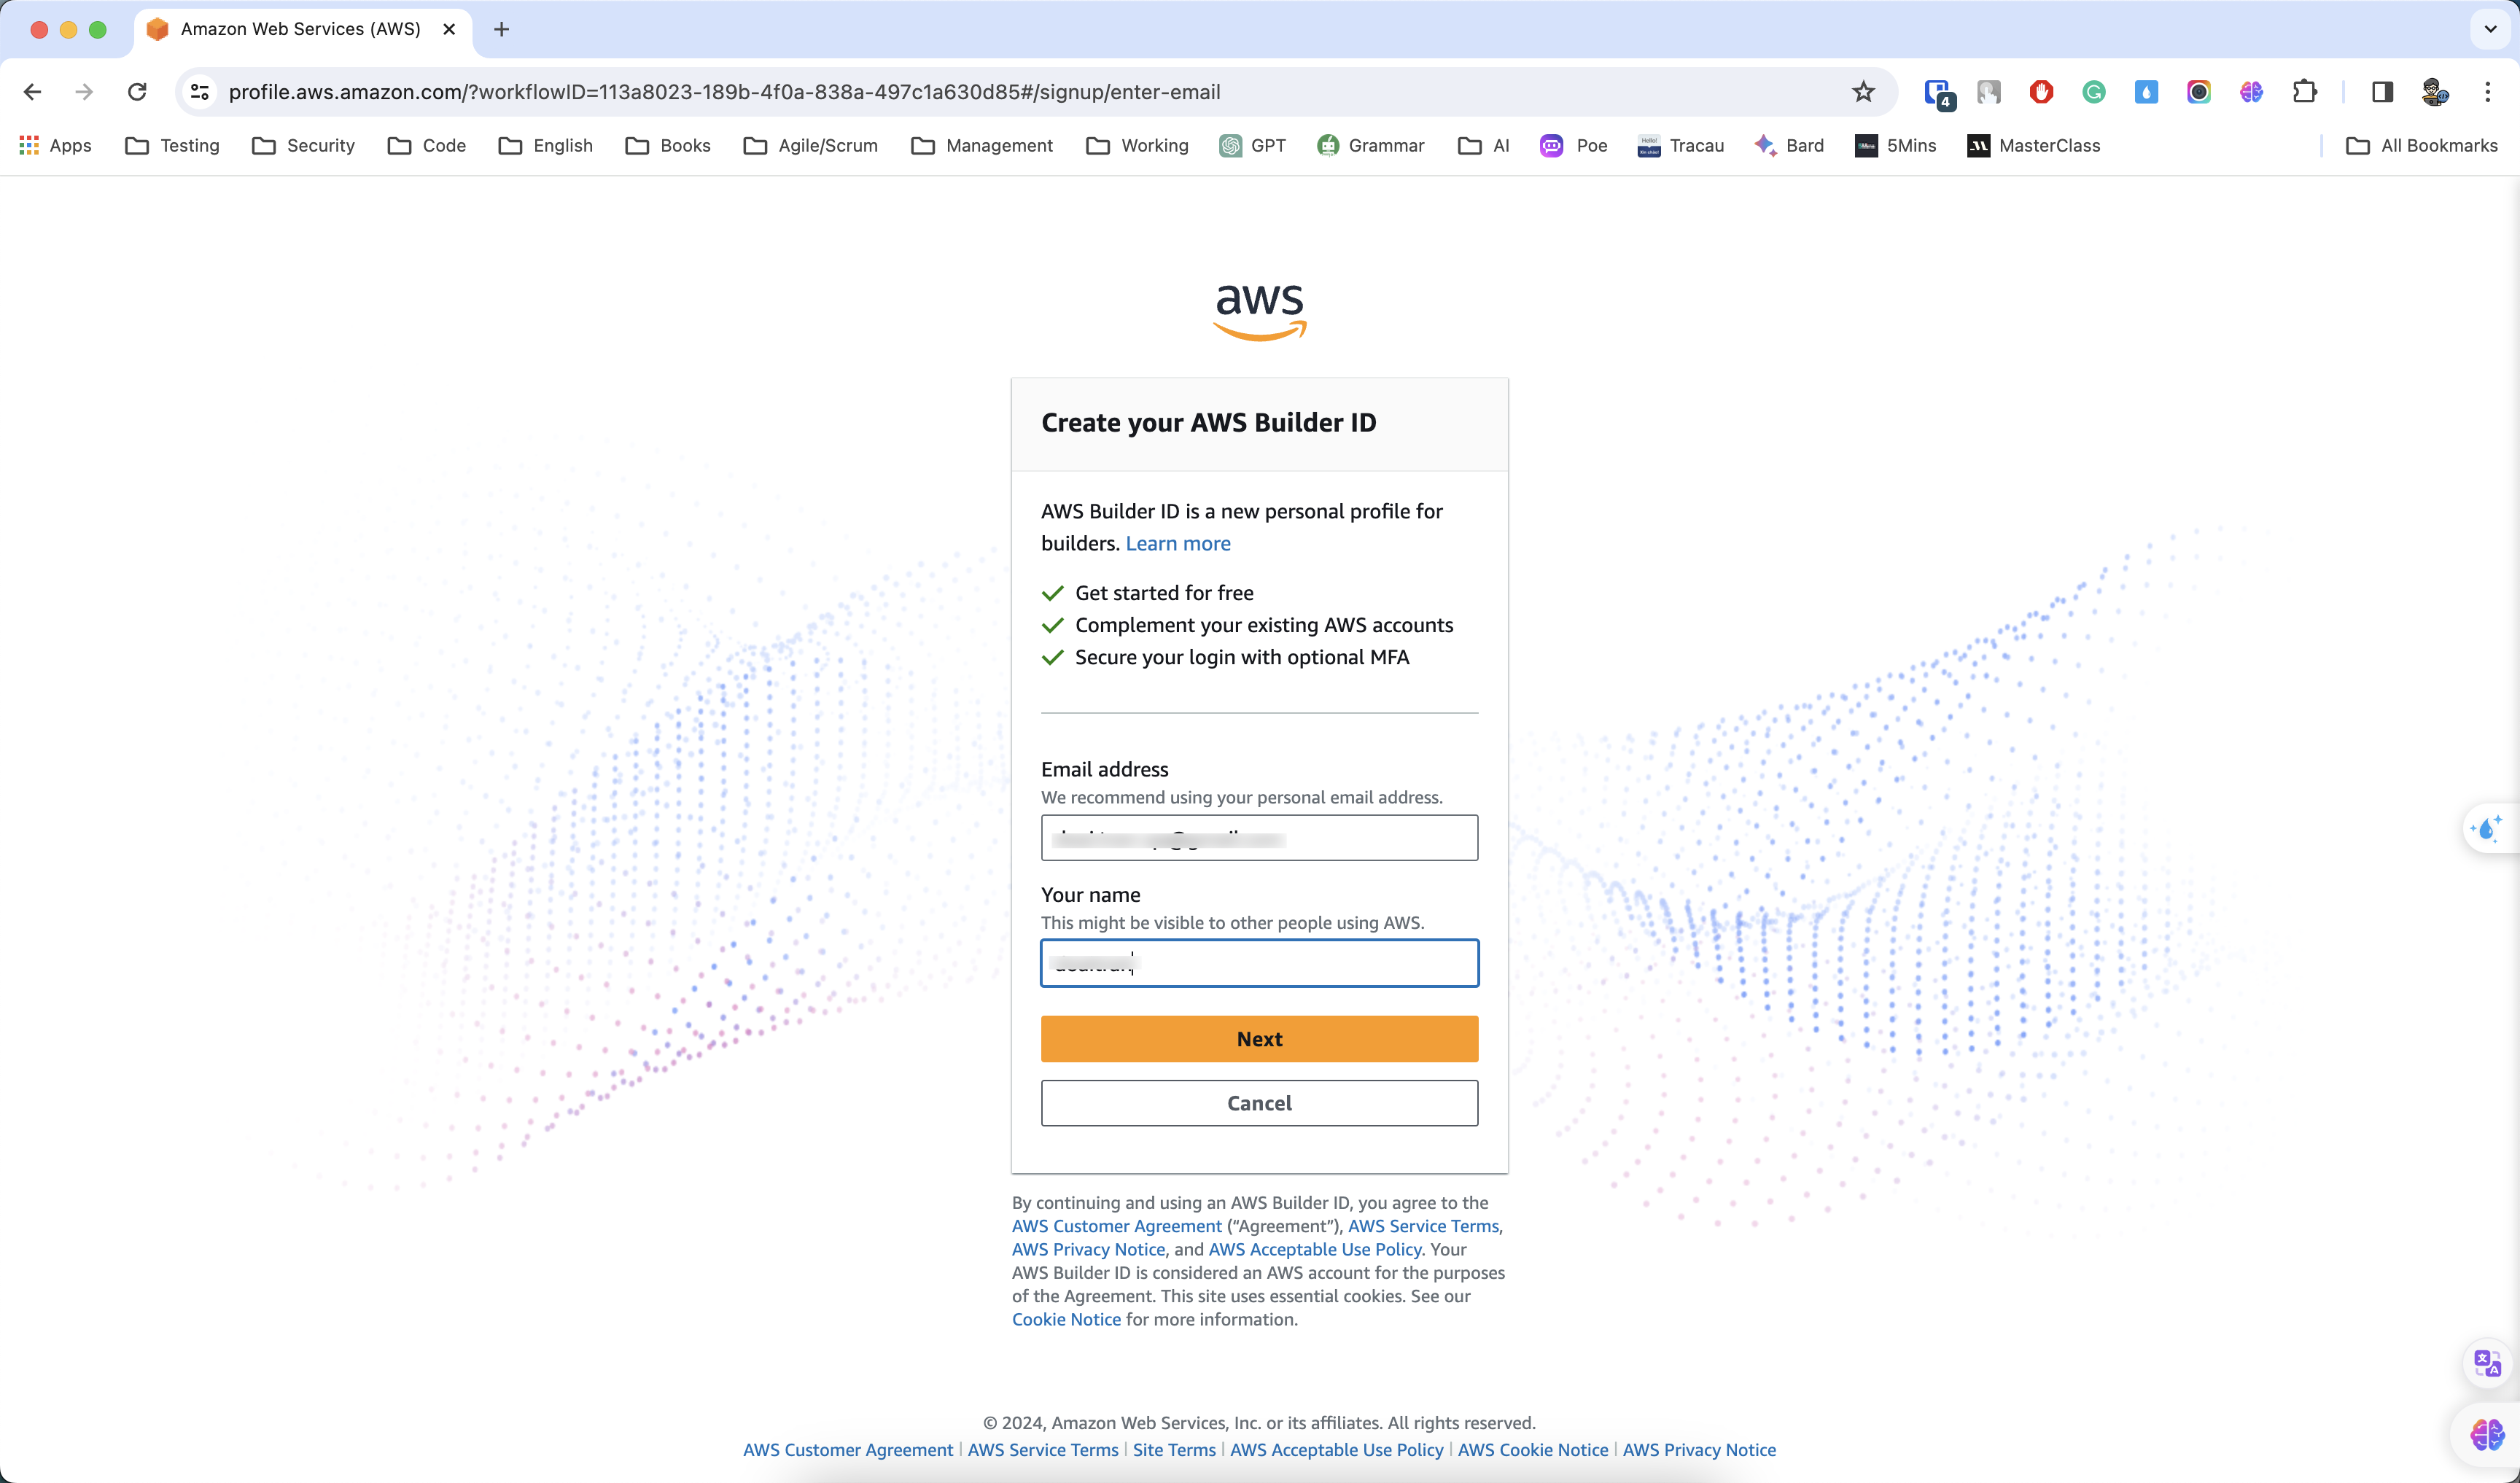 Amazon Web Services (AWS)
profile.aws.amazon.com/?workflowID=113a8023-189b-4f0a-838a-497c1a630d85#/signup/enter-email
4
Apps Testing Security Code English Books Agile/Scrum Management Working GPT Grammar AI Poe Tracau Bard 5Mins MasterClass All Bookmarks
aws
Create your AWS Builder ID
AWS Builder ID is a new personal profile for
builders. Learn more
Get started for free
Complement your existing AWS accounts
Secure your login with optional MFA
Email address
We recommend using your personal email address.
Your name
This might be visible to other people using AWS.
Next
Cancel
By continuing and using an AWS Builder ID, you agree to the
AWS Customer Agreement (“Agreement”), AWS Service Terms,
AWS Privacy Notice, and AWS Acceptable Use Policy. Your
AWS Builder ID is considered an AWS account for the purposes
of the Agreement. This site uses essential cookies. See our
Cookie Notice for more information.
© 2024, Amazon Web Services, Inc. or its affiliates. All rights reserved.
AWS Customer Agreement | AWS Service Terms | Site Terms | AWS Acceptable Use Policy | AWS Cookie Notice | AWS Privacy Notice